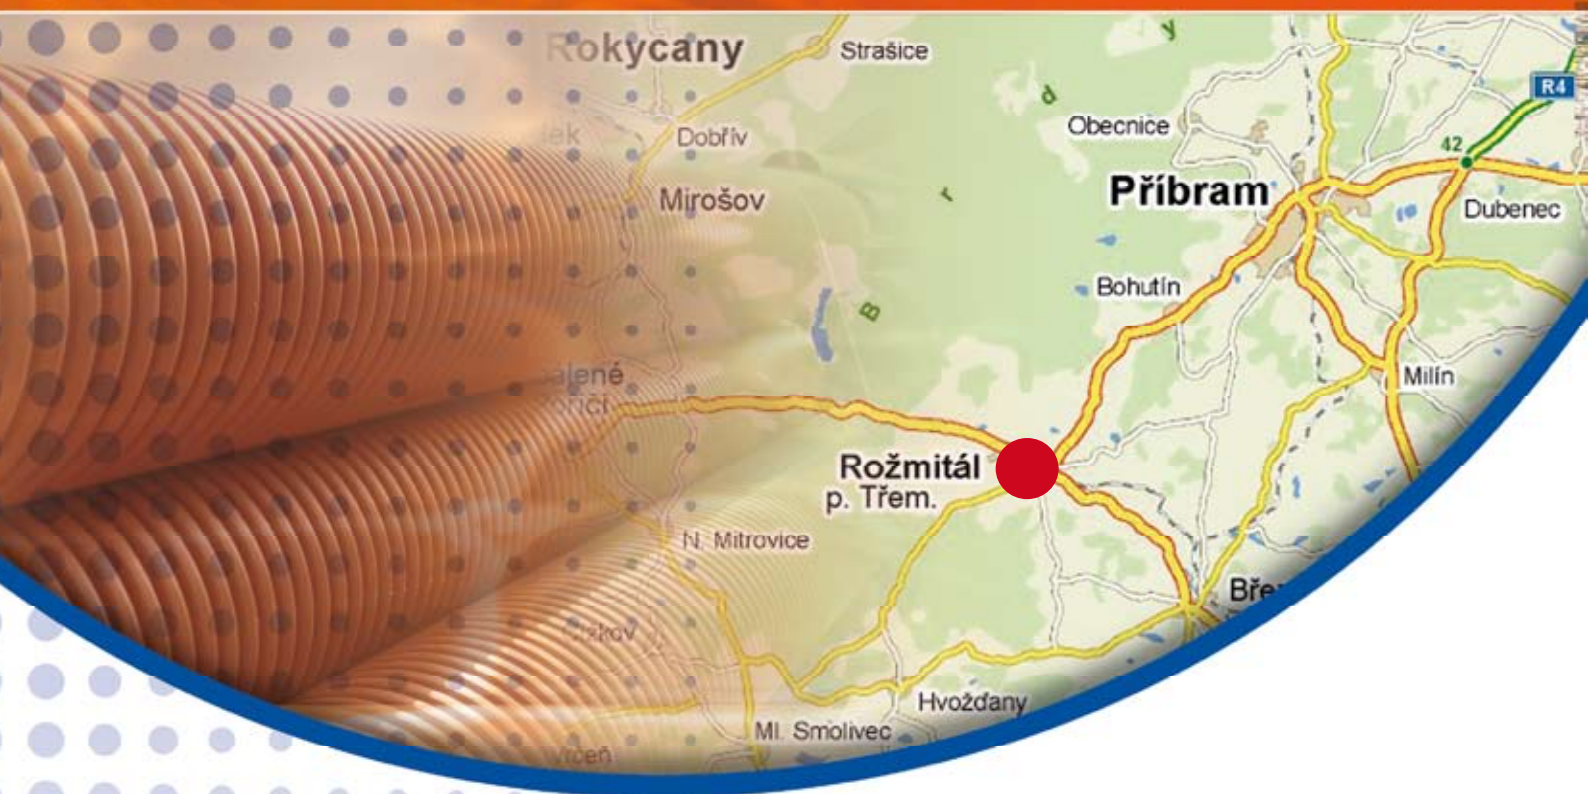 Rokycany
Strašice
y
d
R4
Obecnice
42
Dobřív
Příbram
Mirošov
r
Dubenec
Bohutín
B
Milín
Rožmitál
p. Třem.
N. Mitrovice
Hvožďany
Ml. Smolivec